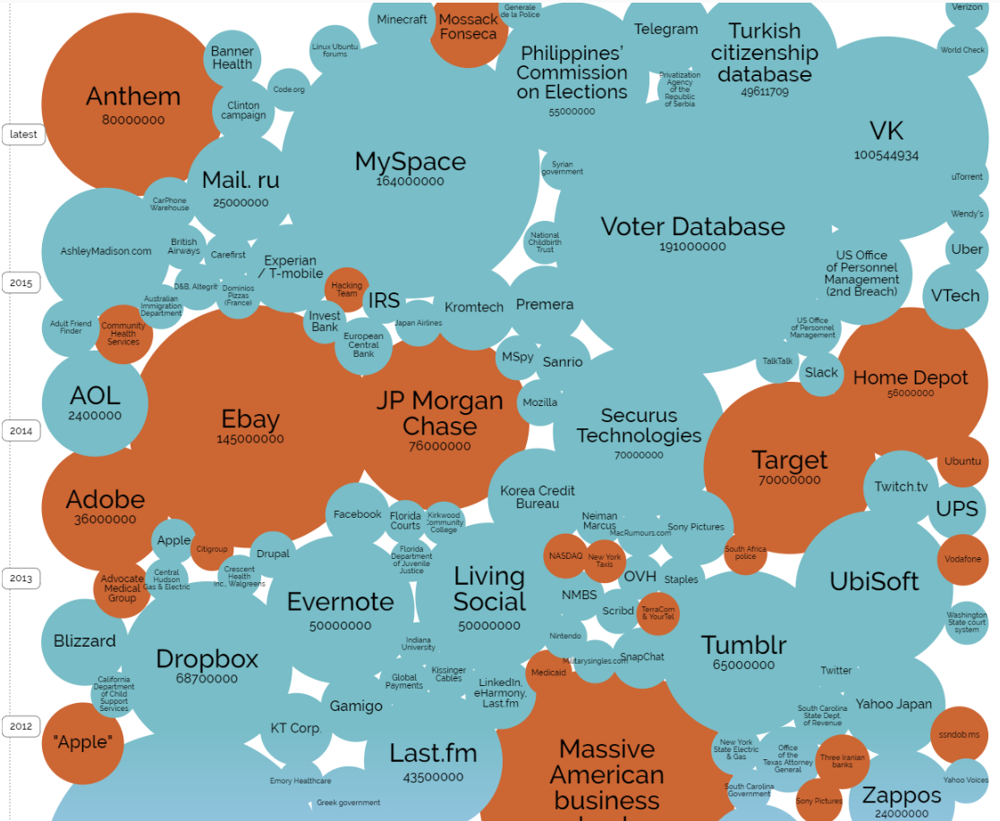 Minecraft
Mossack
Fonseca
Generale
de la Police
Telegram
Turkish
citizenship
database
49611709
Verizon
World Check
Banner
Health
Linux Ubuntu
forums
Philippines'
Commission
on Elections
55000000
Privatization
Agency
of the
Republic
of Serbia
Anthem
80000000
Code.org
Clinton
campaign
latest
VK
100544934
MySpace
164000000
Syrian
government
uTorrent
Mail. ru
25000000
CarPhone
Warehouse
Wendy's
Voter Database
191000000
National
Childbirth
Trust
AshleyMadison.com
British
Airways
Carefirst
Experian
/ T-mobile
US Office
of Personnel
Management
(2nd Breach)
Uber
2015
D&B, Altegrit
Dominios
Pizzas
(France)
Hacking
Team
IRS
Kromtech
Premera
VTech
Australian
Immigration
Department
Adult Friend
Finder
Community
Health
Services
Invest
Bank
Japan Airlines
European
Central
Bank
US Office
of Personnel
Management
MSpy
Sanrio
TalkTalk
Slack
Home Depot
56000000
AOL
2400000
Ebay
145000000
JP Morgan
Chase
76000000
Mozilla
2014
Securus
Technologies
70000000
Target
70000000
Ubuntu
Adobe
36000000
Korea Credit
Bureau
Twitch.tv
UPS
Facebook
Florida
Courts
Kirkwood
Community
College
Neiman
Marcus
MacRumours.com
Sony Pictures
Apple
Citigroup
Drupal
Florida
Department
of Juvenile
Justice
NASDAQ
New York
Taxis
South Africa
police
Vodafone
2013
Advocate
Medical
Group
Central
Hudson
Gas & Electric
Crescent
Health
Inc., Walgreens
Living
Social
50000000
OVH
Staples
UbiSoft
Evernote
50000000
NMBS
Scribd
TerraCom
& YourTel
Washington
State court
system
Blizzard
Dropbox
68700000
Indiana
University
Nintendo
Militarysingles.com
SnapChat
Tumblr
65000000
California
Department
of Child
Support
Services
Global
Payments
Kissinger
Cables
Medicaid
LinkedIn,
eHarmony,
Last.fm
Twitter
Gamigo
Yahoo Japan
South Carolina
State Dept.
of Revenue
2012
"Apple"
KT Corp.
Last.fm
43500000
Massive
American
business
New York
State Electric
& Gas
Office
of the
Texas Attorney
General
Three Iranian
banks
ssndob.ms
Emory Healthcare
Greek government
South Carolina
Government
Sony Pictures
Zappos
24000000
Yahoo Voices